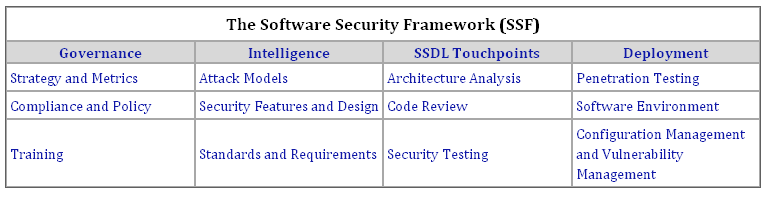 The Software Security Framework (SSF)
Governance Intelligence SSDL Touchpoints Deployment
Strategy and Metrics Attack Models Architecture Analysis Penetration Testing
Compliance and Policy Security Features and Design Code Review Software Environment
Training Standards and Requirements Security Testing Configuration Management
and Vulnerability
Management